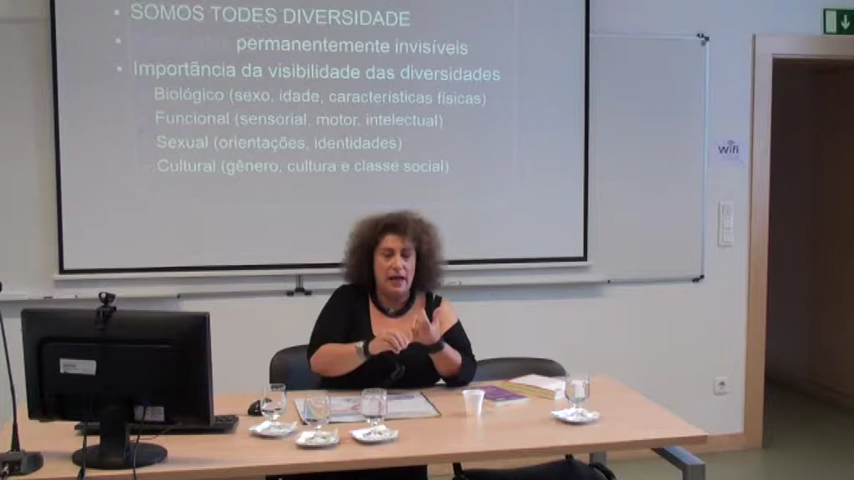 • SOMOS TODES DIVERSIDADE
• permanentemente invisíveis
• Importância da visibilidade das diversidades
Biológico (sexo, idade, características físicas)
Funcional (sensorial, motor, intelectual)
Sexual (orientações, identidades)
Cultural (gênero, cultura e classe social)
wifi